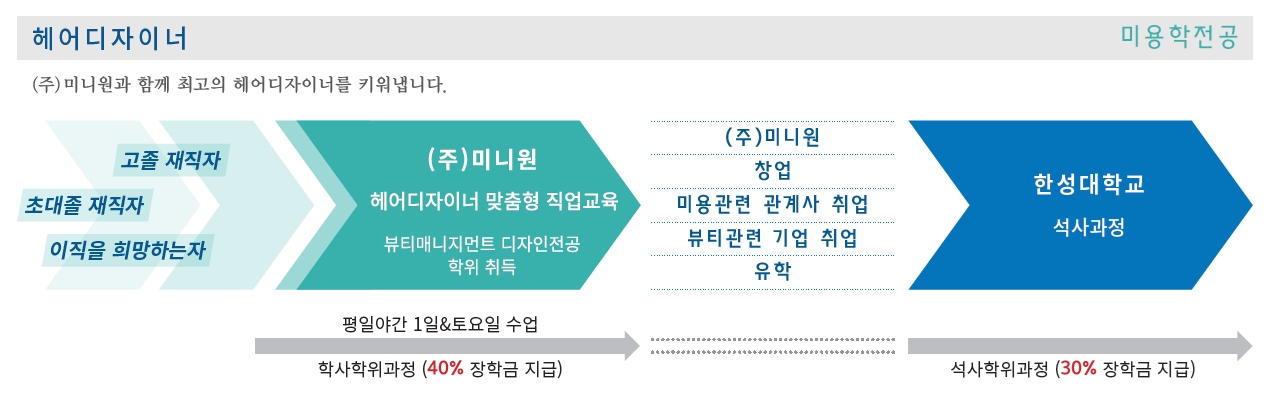 헤어디자이너
미용학전공
(주)미니원과 함께 최고의 헤어디자이너를 키워냅니다.
고졸 재직자
초대졸 재직자
이직을 희망하는자
(주)미니원
헤어디자이너 맞춤형 직업교육
뷰티매니지먼트 디자인전공
학위 취득
(주)미니원
창업
미용관련 관계사 취업
뷰티관련 기업 취업
유학
한성대학교
석사과정
평일야간 1일&토요일 수업
학사학위과정 (40% 장학금 지급)
석사학위과정 (30% 장학금 지급)